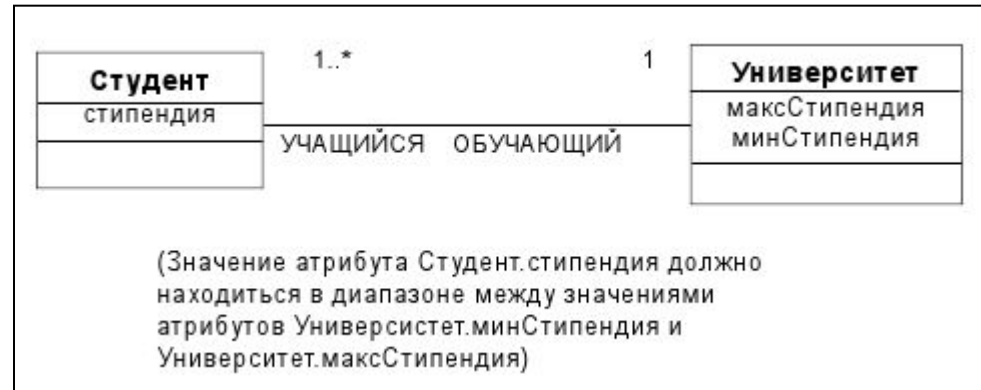 Студент
стипендия
1..*
1
УЧАЩИЙСЯ ОБУЧАЮЩИЙ
Университет
максСтипендия
минСтипендия
(Значение атрибута Студент.стипендия должно
находиться в диапазоне между значениями
атрибутов Универсистет.минСтипендия и
Университет.максСтипендия)